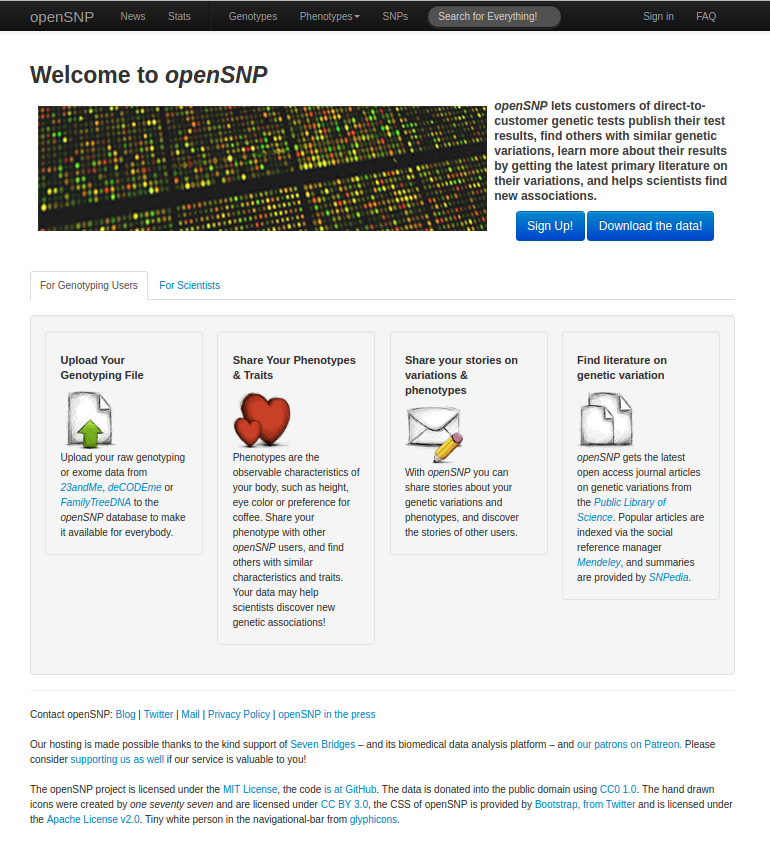 openSNP News Stats Genotypes Phenotypes SNPs Search for Everything! Sign in FAQ
Welcome to openSNP
openSNP lets customers of direct-to-
customer genetic tests publish their test
results, find others with similar genetic
variations, learn more about their results
by getting the latest primary literature on
their variations, and helps scientists find
new associations.
Sign Up! Download the data!
For Genotyping Users For Scientists
Upload Your
Genotyping File
Upload your raw genotyping
or exome data from
23andMe, deCODEme or
FamilyTreeDNA to the
openSNP database to make
it available for everybody.
Share Your Phenotypes
& Traits
Phenotypes are the
observable characteristics of
your body, such as height,
eye color or preference for
coffee. Share your
phenotype with other
openSNP users, and find
others with similar
characteristics and traits.
Your data may help
scientists discover new
genetic associations!
Share your stories on
variations &
phenotypes
With openSNP you can
share stories about your
genetic variations and
phenotypes, and discover
the stories of other users.
Find literature on
genetic variation
openSNP gets the latest
open access journal articles
on genetic variations from
the Public Library of
Science. Popular articles are
indexed via the social
reference manager
Mendeley, and summaries
are provided by SNPedia.
Contact openSNP: Blog | Twitter | Mail | Privacy Policy | openSNP in the press
Our hosting is made possible thanks to the kind support of Seven Bridges – and its biomedical data analysis platform – and our patrons on Patreon. Please
consider supporting us as well if our service is valuable to you!
The openSNP project is licensed under the MIT License, the code is at GitHub. The data is donated into the public domain using CC0 1.0. The hand drawn
icons were created by one seventy seven and are licensed under CC BY 3.0, the CSS of openSNP is provided by Bootstrap, from Twitter and is licensed under
the Apache License v2.0. Tiny white person in the navigational-bar from glyphicons.